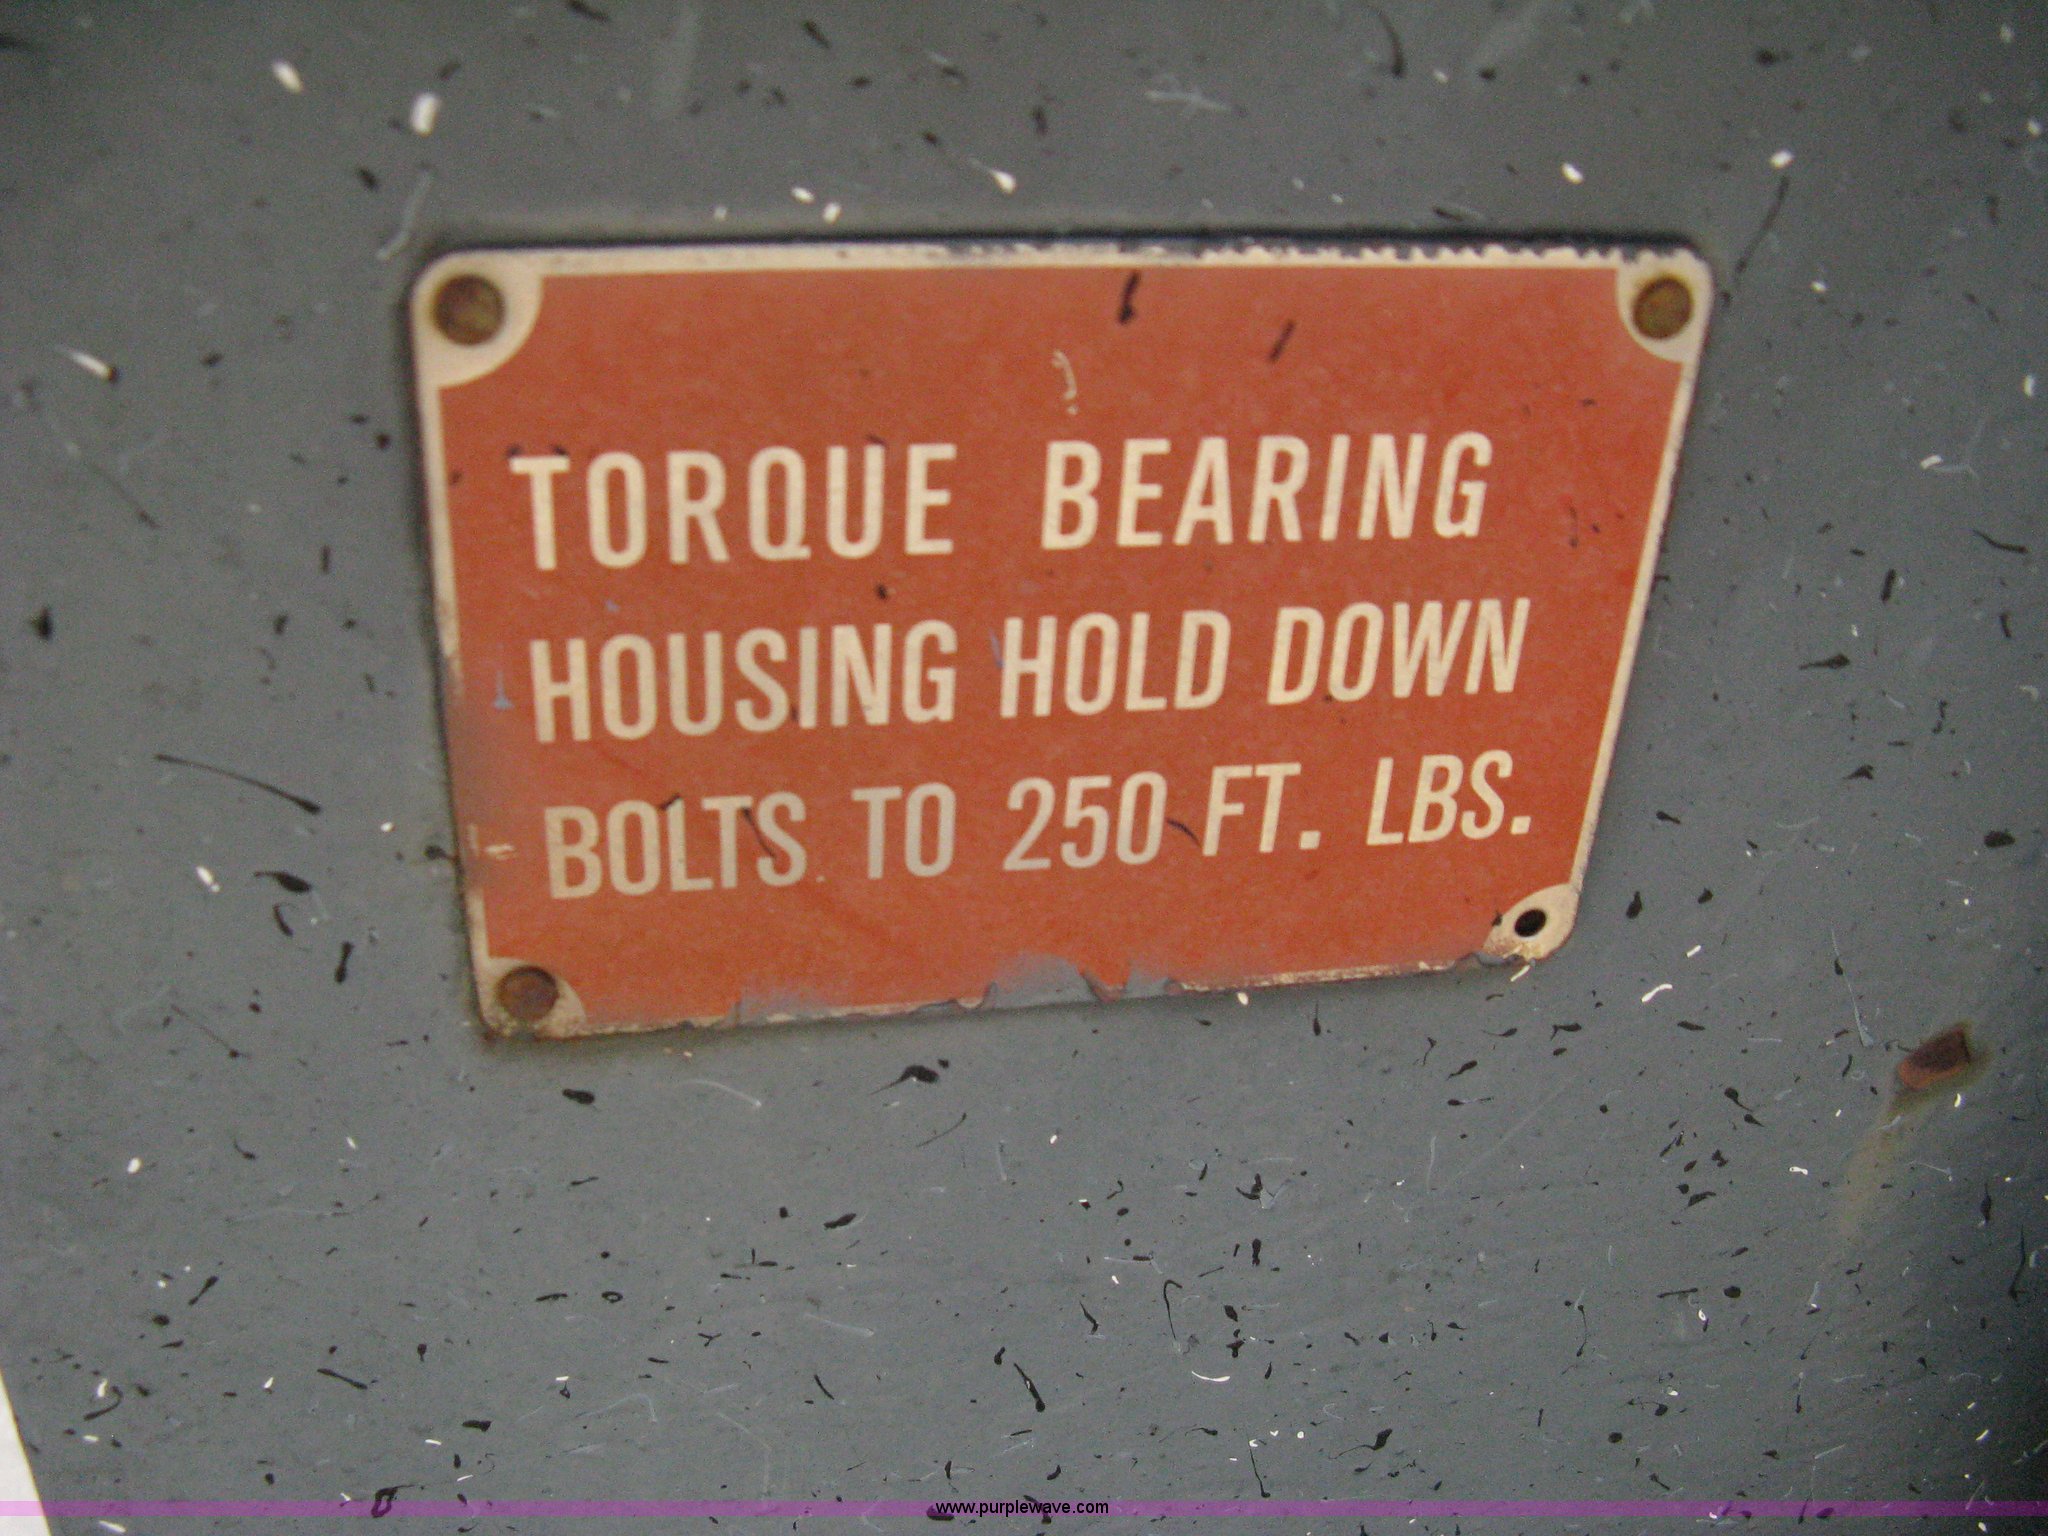 TORQUE BEARING
HOUSING HOLD DOWN
BOLTS TO 250 FT. LBS.
www.purplewave.com